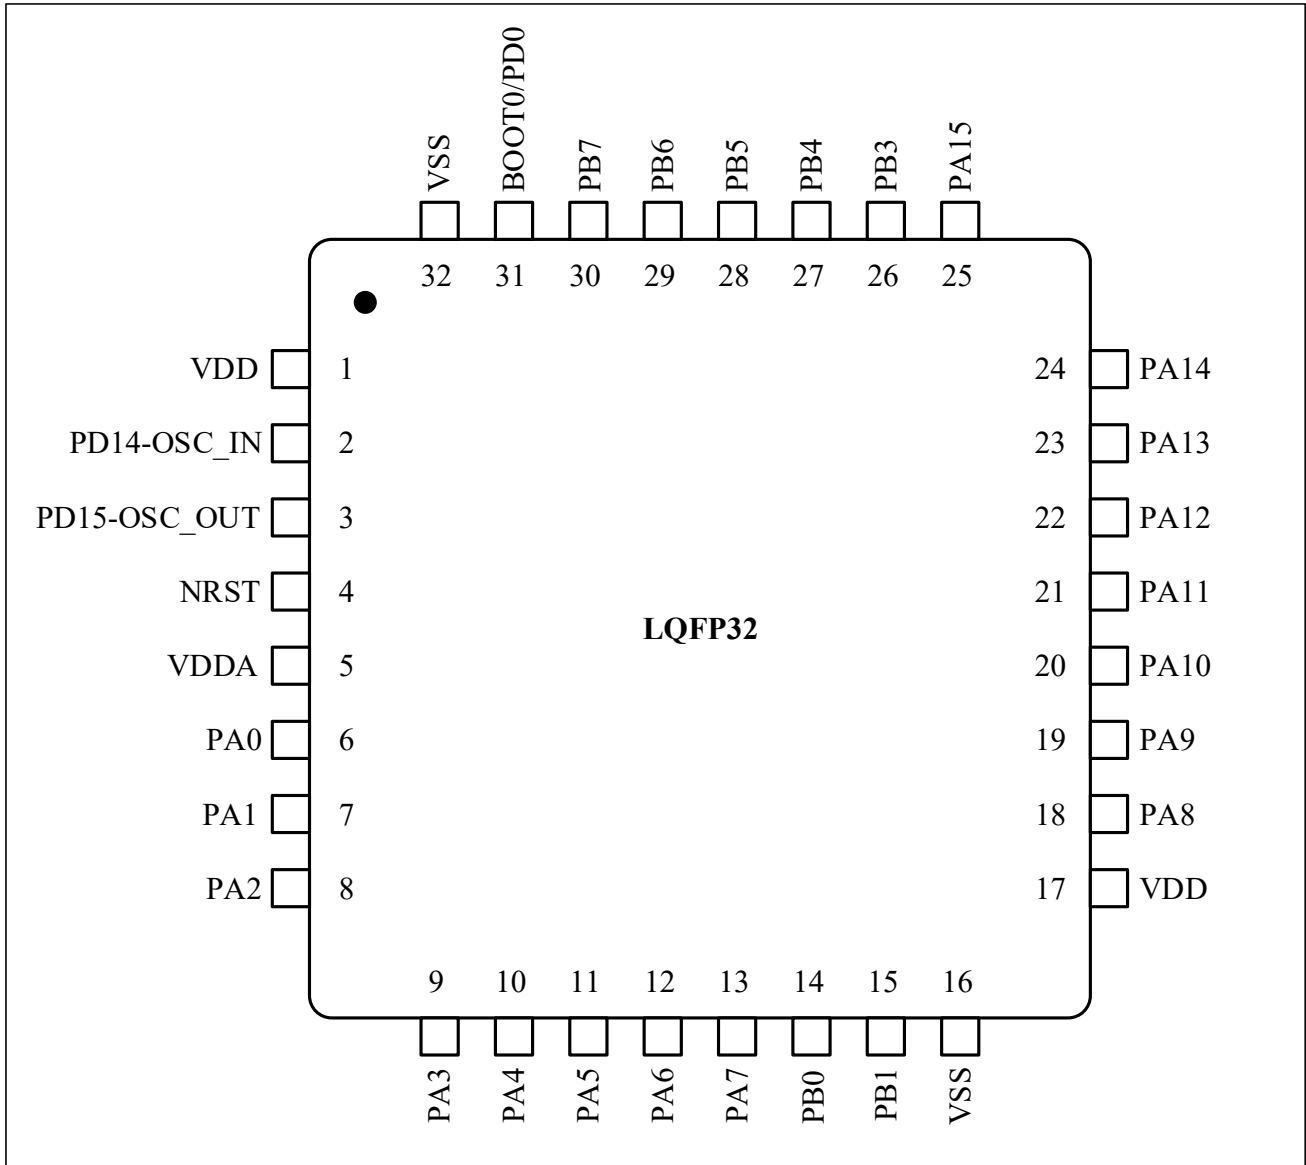 VSS
BOOT0/PD0
PB7
PB6
PB5
PB4
PB3
PA15
32 31 30 29 28 27 26 25
VDD 1 24 PA14
PD14-OSC_IN 2 23 PA13
PD15-OSC_OUT 3 22 PA12
NRST 4 21 PA11
LQFP32
VDDA 5 20 PA10
PA0 6 19 PA9
PA1 7 18 PA8
PA2 8 17 VDD
9 10 11 12 13 14 15 16
PA3
PA4
PA5
PA6
PA7
PB0
PB1
VSS